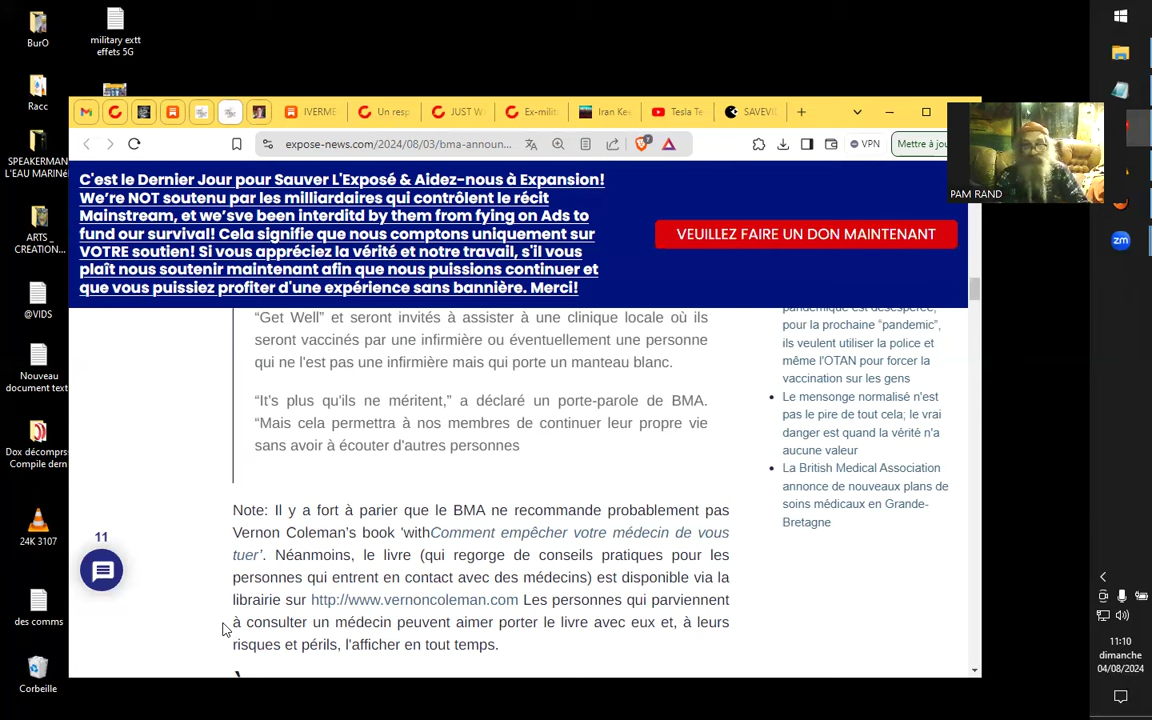 BurO
military extt
effets 5G
Racc
SPEAKERMAN
L'EAU MARINE
ARTS _
CREATION...
@VIDS
Nouveau
document text
Dox décomprs
Compile dern
24K 3107
des comms
Corbeille
IVERME
Un resp
JUST W
Ex-milit
Iran Kee
Tesla Te
SAVEVID
expose-news.com/2024/08/03/bma-announ...
VPN
Mettre à jou
PAM RAND
C'est le Dernier Jour pour Sauver L'Exposé & Aidez-nous à Expansion!
We're NOT soutenu par les milliardaires qui contrôlent le récit
Mainstream, et we'sve been interditd by them from fying on Ads to
fund our survival! Cela signifie que nous comptons uniquement sur
VOTRE soutien! Si vous appréciez la vérité et notre travail, s'il vous
plaît nous soutenir maintenant afin que nous puissions continuer et
que vous puissiez profiter d'une expérience sans bannière. Merci!
VEUILLEZ FAIRE UN DON MAINTENANT
“Get Well” et seront invités à assister à une clinique locale où ils
seront vaccinés par une infirmière ou éventuellement une personne
qui ne l'est pas une infirmière mais qui porte un manteau blanc.
“It's plus qu'ils ne méritent,” a déclaré un porte-parole de BMA.
“Mais cela permettra à nos membres de continuer leur propre vie
sans avoir à écouter d'autres personnes
Note: Il y a fort à parier que le BMA ne recommande probablement pas
Vernon Coleman's book 'withComment empêcher votre médecin de vous
tuer'. Néanmoins, le livre (qui regorge de conseils pratiques pour les
personnes qui entrent en contact avec des médecins) est disponible via la
librairie sur http://www.vernoncoleman.com Les personnes qui parviennent
à consulter un médecin peuvent aimer porter le livre avec eux et, à leurs
risques et périls, l'afficher en tout temps.
11
pandémique est désespérée,
pour la prochaine “pandemic”,
ils veulent utiliser la police et
même l'OTAN pour forcer la
vaccination sur les gens
Le mensonge normalisé n'est
pas le pire de tout cela; le vrai
danger est quand la vérité n'a
aucune valeur
La British Medical Association
annonce de nouveaux plans de
soins médicaux en Grande-
Bretagne
zm
11:10
dimanche
04/08/2024